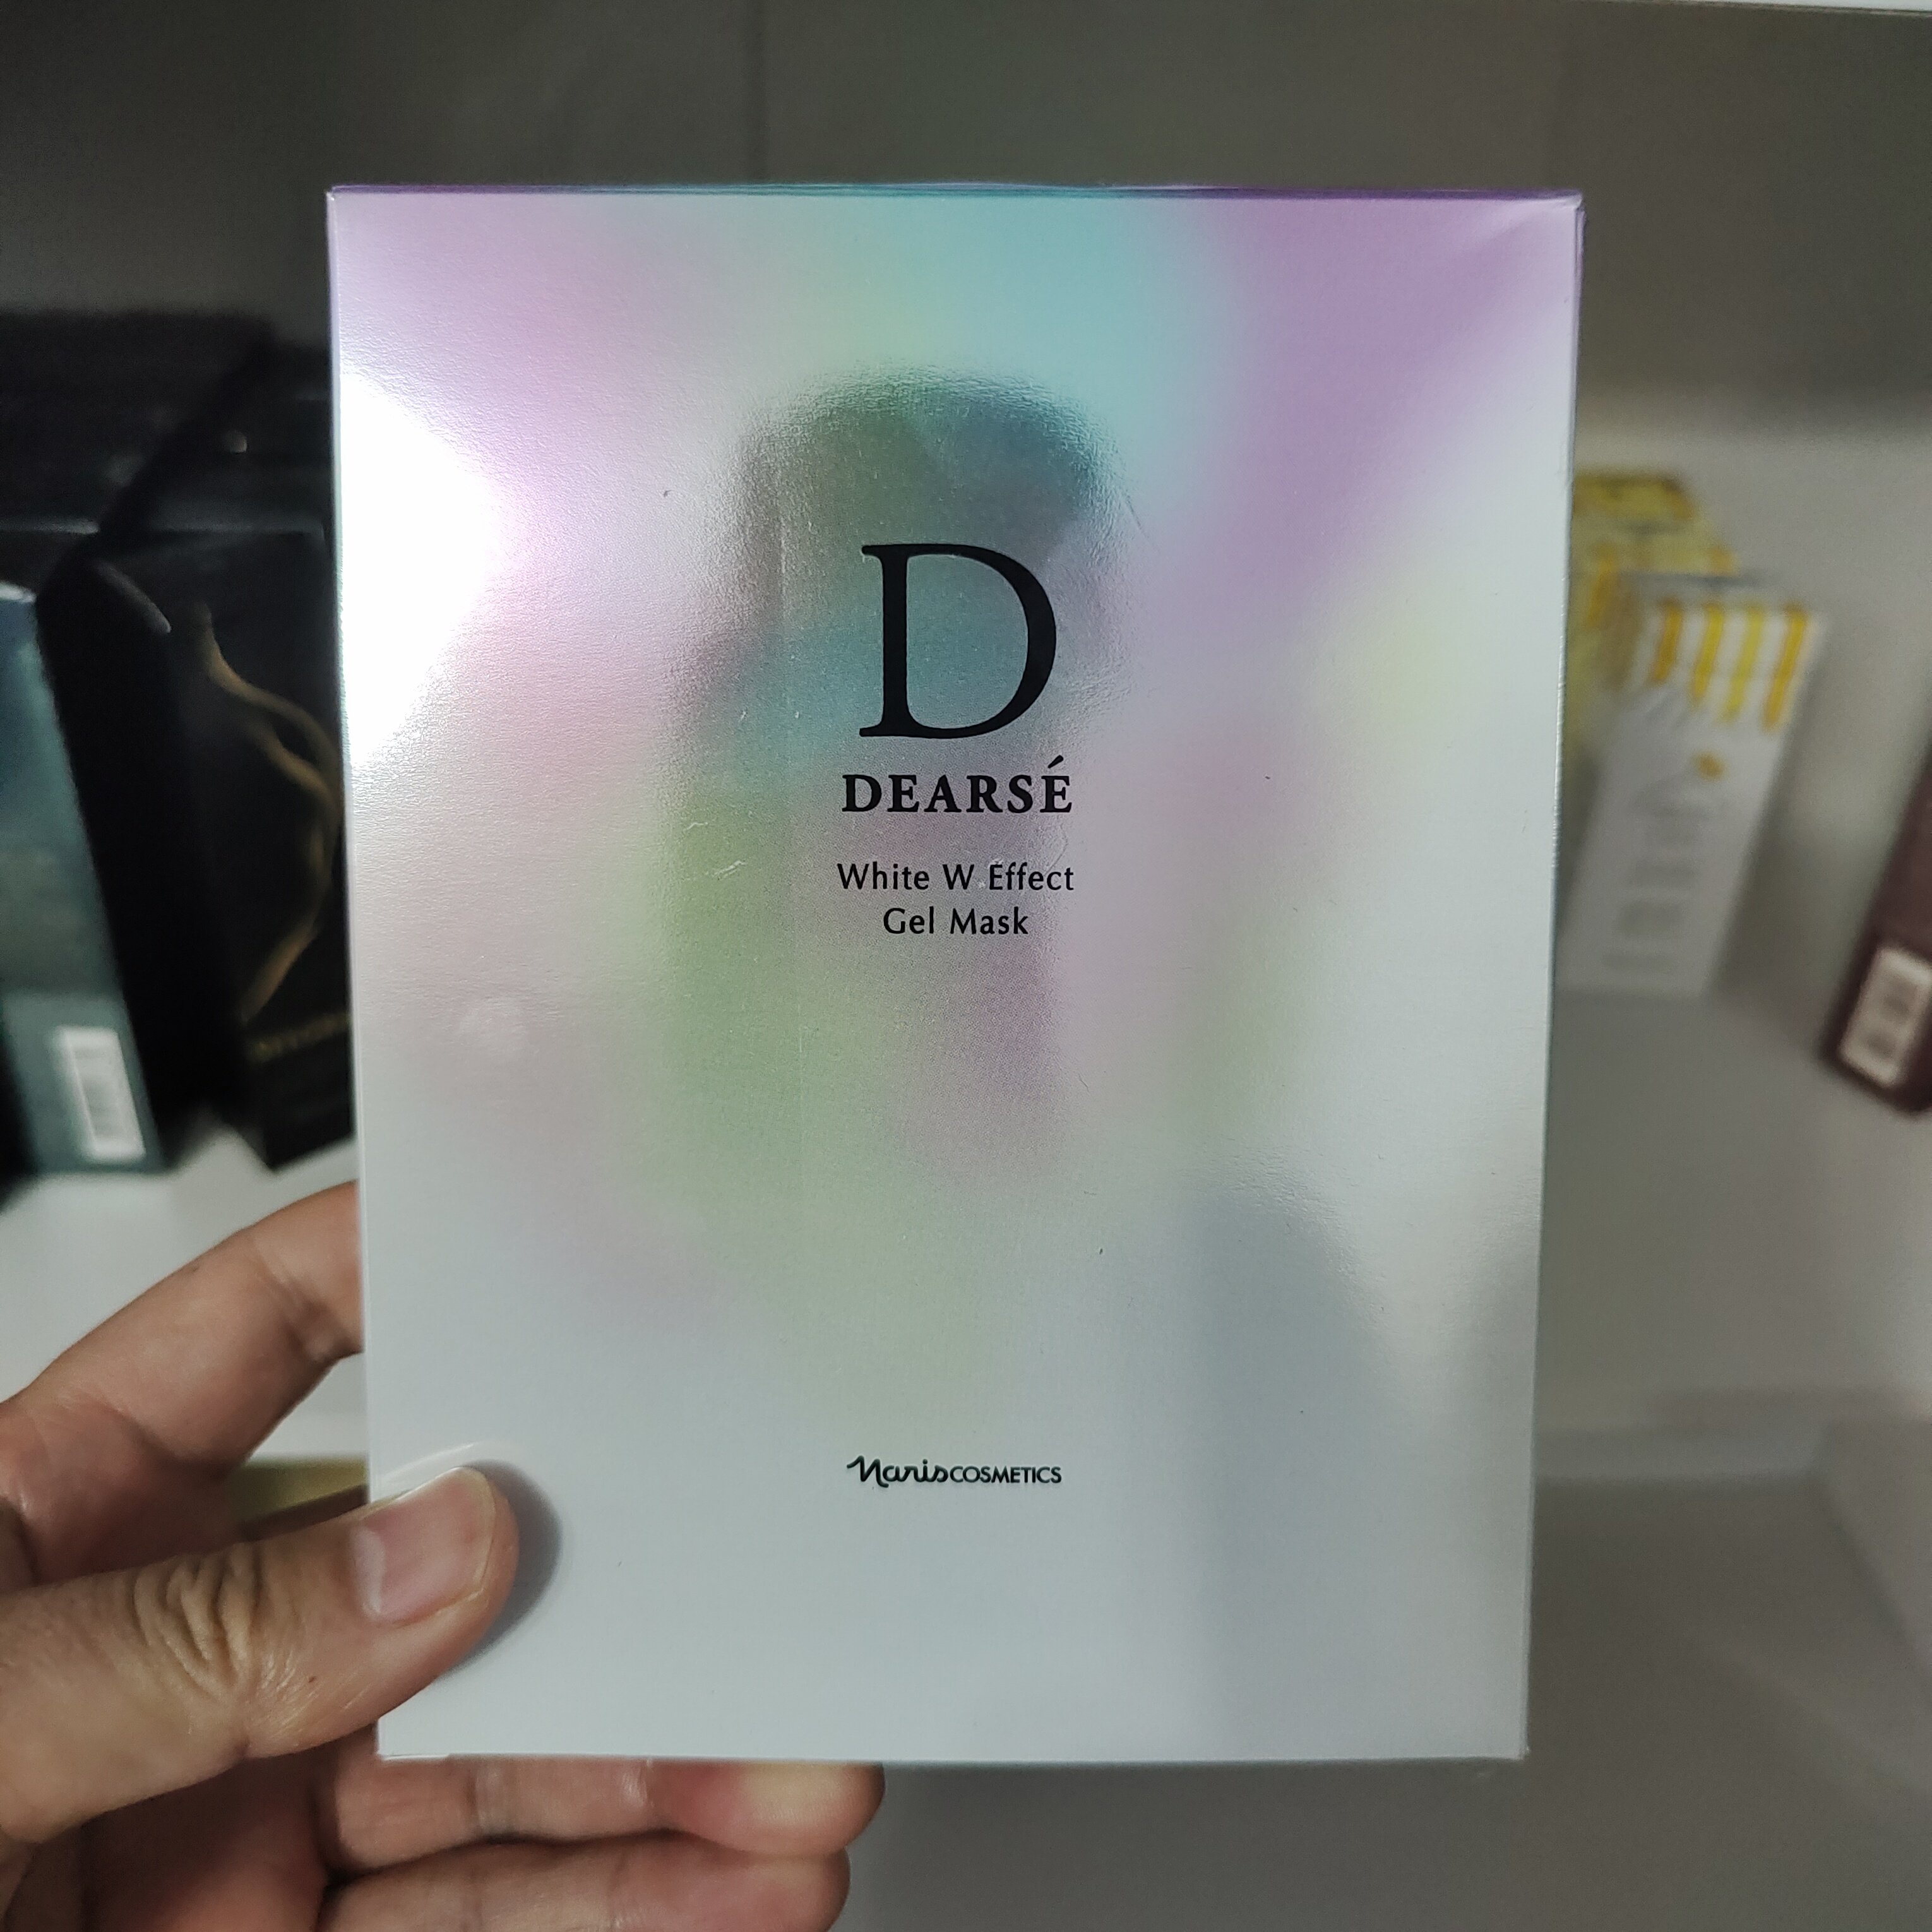 D
DEARSÉ
White W Effect
Gel Mask
Naris COSMETICS